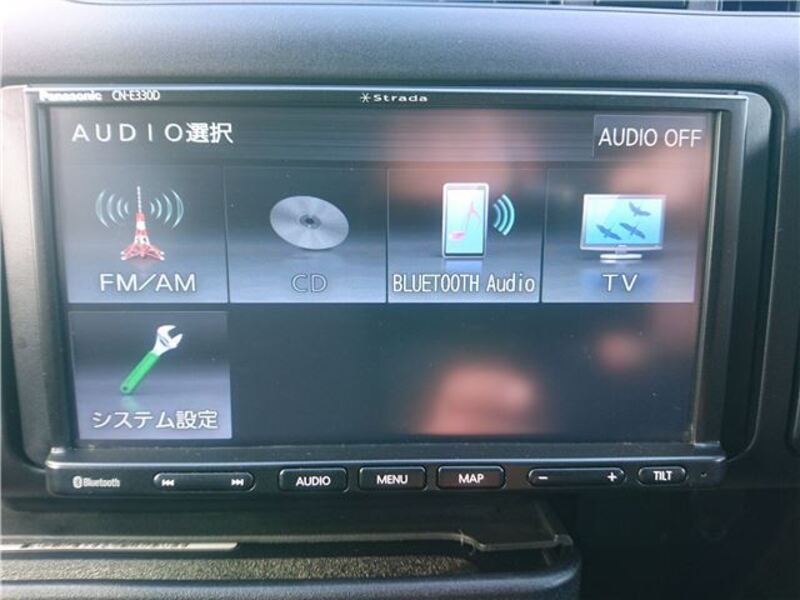 Panasonic CN-E330D
Strada
AUDIO選択
AUDIO OFF
FM/AM
CD
BLUETOOTH Audio
TV
システム設定
Bluetooth
AUDIO
MENU
MAP
− +
TILT